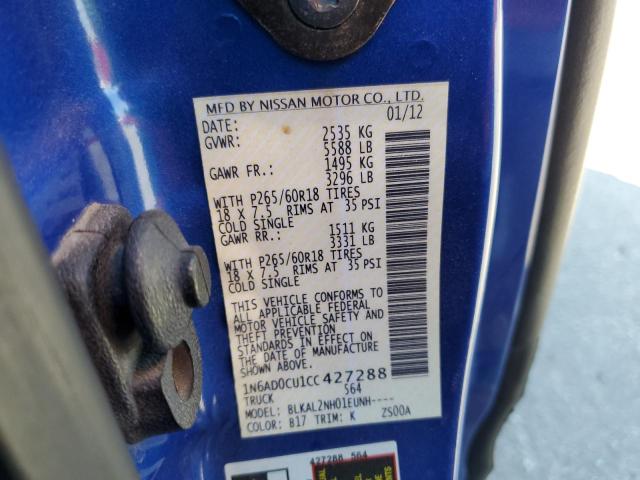 MFD BY NISSAN MOTOR CO., LTD.
DATE: 01/12
GVWR: 2535 KG
5588 LB
GAWR FR.: 1495 KG
3296 LB
WITH P265/60R18 TIRES
18 X 7.5 RIMS AT 35 PSI
COLD SINGLE
GAWR RR.: 1511 KG
3331 LB
WITH P265/60R18 TIRES
18 X 7.5 RIMS AT 35 PSI
COLD SINGLE
THIS VEHICLE CONFORMS TO
ALL APPLICABLE FEDERAL
MOTOR VEHICLE SAFETY AND
THEFT PREVENTION
STANDARDS IN EFFECT ON
THE DATE OF MANUFACTURE
1N6AD0CU1CC427288
TRUCK 564
MODEL: BLKAL2NH01EUNH----
COLOR: B17 TRIM: K ZS00A
427288 564